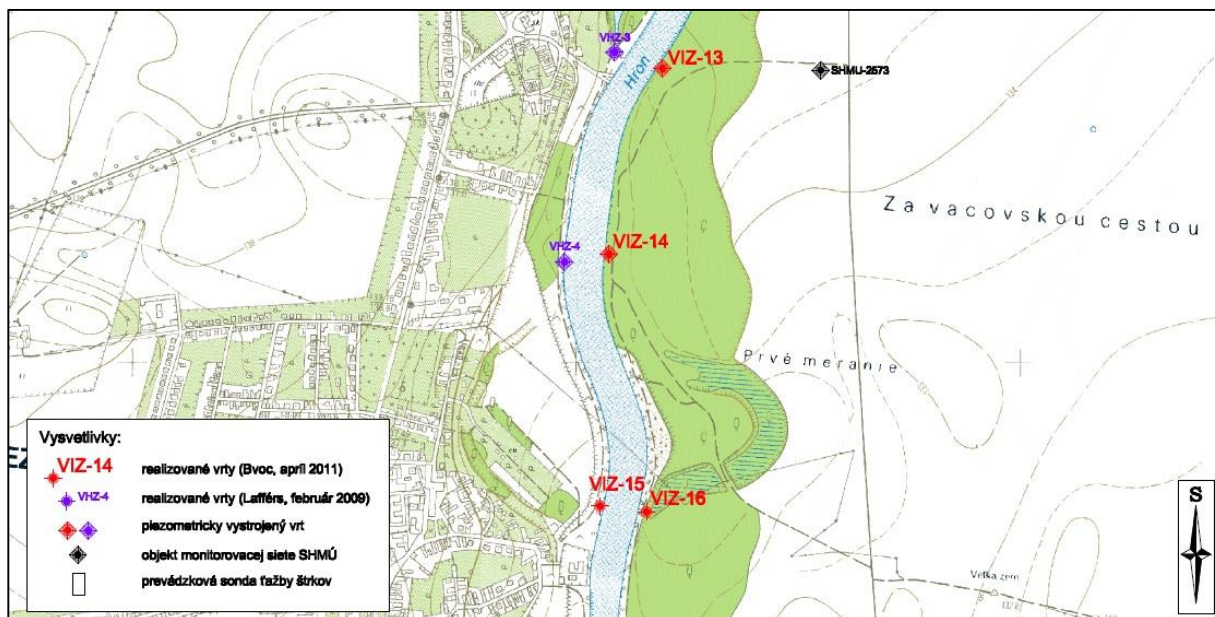 VHZ-3
Hron
VIZ-13
SHMU-2573
134
Za vacovskou cestou
VHZ-4
VIZ-14
138
Prvé meranie
VIZ-15
VIZ-16
Veľká zem
S
Vysvetlivky:
VIZ-14 realizované vrty (Bvoc, apríl 2011)
VHZ-4 realizované vrty (Lafférs, február 2009)
piezometricky vystrojený vrt
objekt monitorovacej siete SHMÚ
prevádzková sonda ťažby štrkov